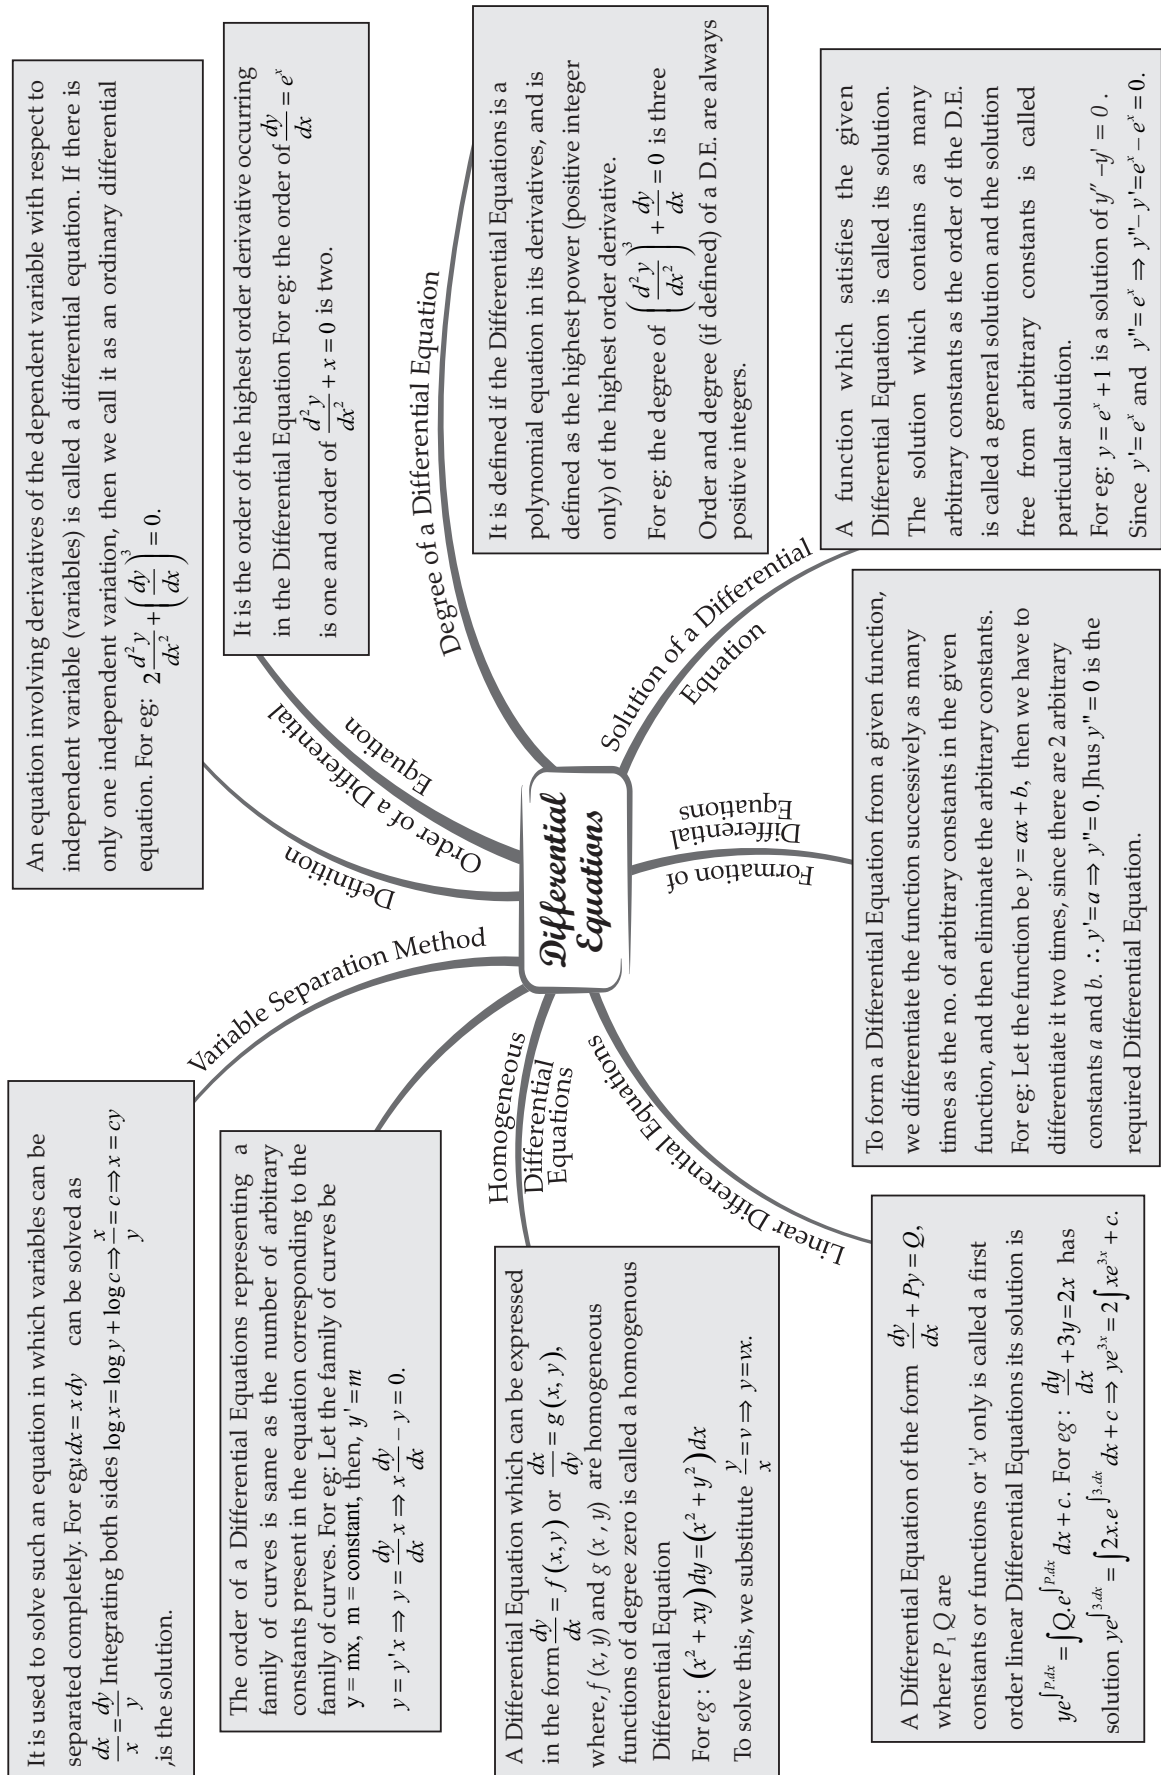 Differential
Equations
Definition
An equation involving derivatives of the dependent variable with respect to
independent variable (variables) is called a differential equation. If there is
only one independent variation, then we call it as an ordinary differential
equation. For eg: 2 d²y/dx² + (dy/dx)³ = 0.
Order of a Differential
Equation
It is the order of the highest order derivative occurring
in the Differential Equation For eg: the order of dy/dx = eˣ
is one and order of d²y/dx² + x = 0 is two.
Degree of a Differential Equation
It is defined if the Differential Equations is a
polynomial equation in its derivatives, and is
defined as the highest power (positive integer
only) of the highest order derivative.
For eg: the degree of (d²y/dx²)³ + dy/dx = 0 is three
Order and degree (if defined) of a D.E. are always
positive integers.
Solution of a Differential
Equation
A function which satisfies the given
Differential Equation is called its solution.
The solution which contains as many
arbitrary constants as the order of the D.E.
is called a general solution and the solution
free from arbitrary constants is called
particular solution.
For eg: y = eˣ +1 is a solution of y″ –y' = 0 .
Since y'= eˣ and y"= eˣ ⇒ y"– y'=eˣ – eˣ = 0.
Formation of
Differential
Equations
To form a Differential Equation from a given function,
we differentiate the function successively as many
times as the no. of arbitrary constants in the given
function, and then eliminate the arbitrary constants.
For eg: Let the function be y = ax + b, then we have to
differentiate it two times, since there are 2 arbitrary
constants a and b. ∴ y'= a ⇒ y" = 0. Jhus y" = 0 is the
required Differential Equation.
Linear Differential Equations
A Differential Equation of the form dy/dx + Py = Q,
where P₁ Q are
constants or functions or 'x' only is called a first
order linear Differential Equations its solution is
ye^∫P.dx = ∫Q.e^∫P.dx dx + c. For eg : dy/dx +3y=2x has
solution ye^∫3.dx = ∫2x.e^∫3.dx dx + c ⇒ ye³ˣ = 2∫xe³ˣ + c.
Homogeneous
Differential
Equations
A Differential Equation which can be expressed
in the form dy/dx = f (x, y) or dx/dy = g (x, y),
where, f (x, y) and g (x , y) are homogeneous
functions of degree zero is called a homogenous
Differential Equation
For eg : (x² + xy)dy = (x² + y²)dx
To solve this, we substitute y/x = v ⇒ y = vx.
The order of a Differential Equations representing a
family of curves is same as the number of arbitrary
constants present in the equation corresponding to the
family of curves. For eg: Let the family of curves be
y = mx, m = constant, then, y' = m
y = y'x ⇒ y = dy/dx x ⇒ x dy/dx – y = 0.
Variable Separation Method
It is used to solve such an equation in which variables can be
separated completely. For eg: ydx = x dy can be solved as
dx/x = dy/y Integrating both sides log x = log y + log c ⇒ x/y = c ⇒ x = cy
,is the solution.